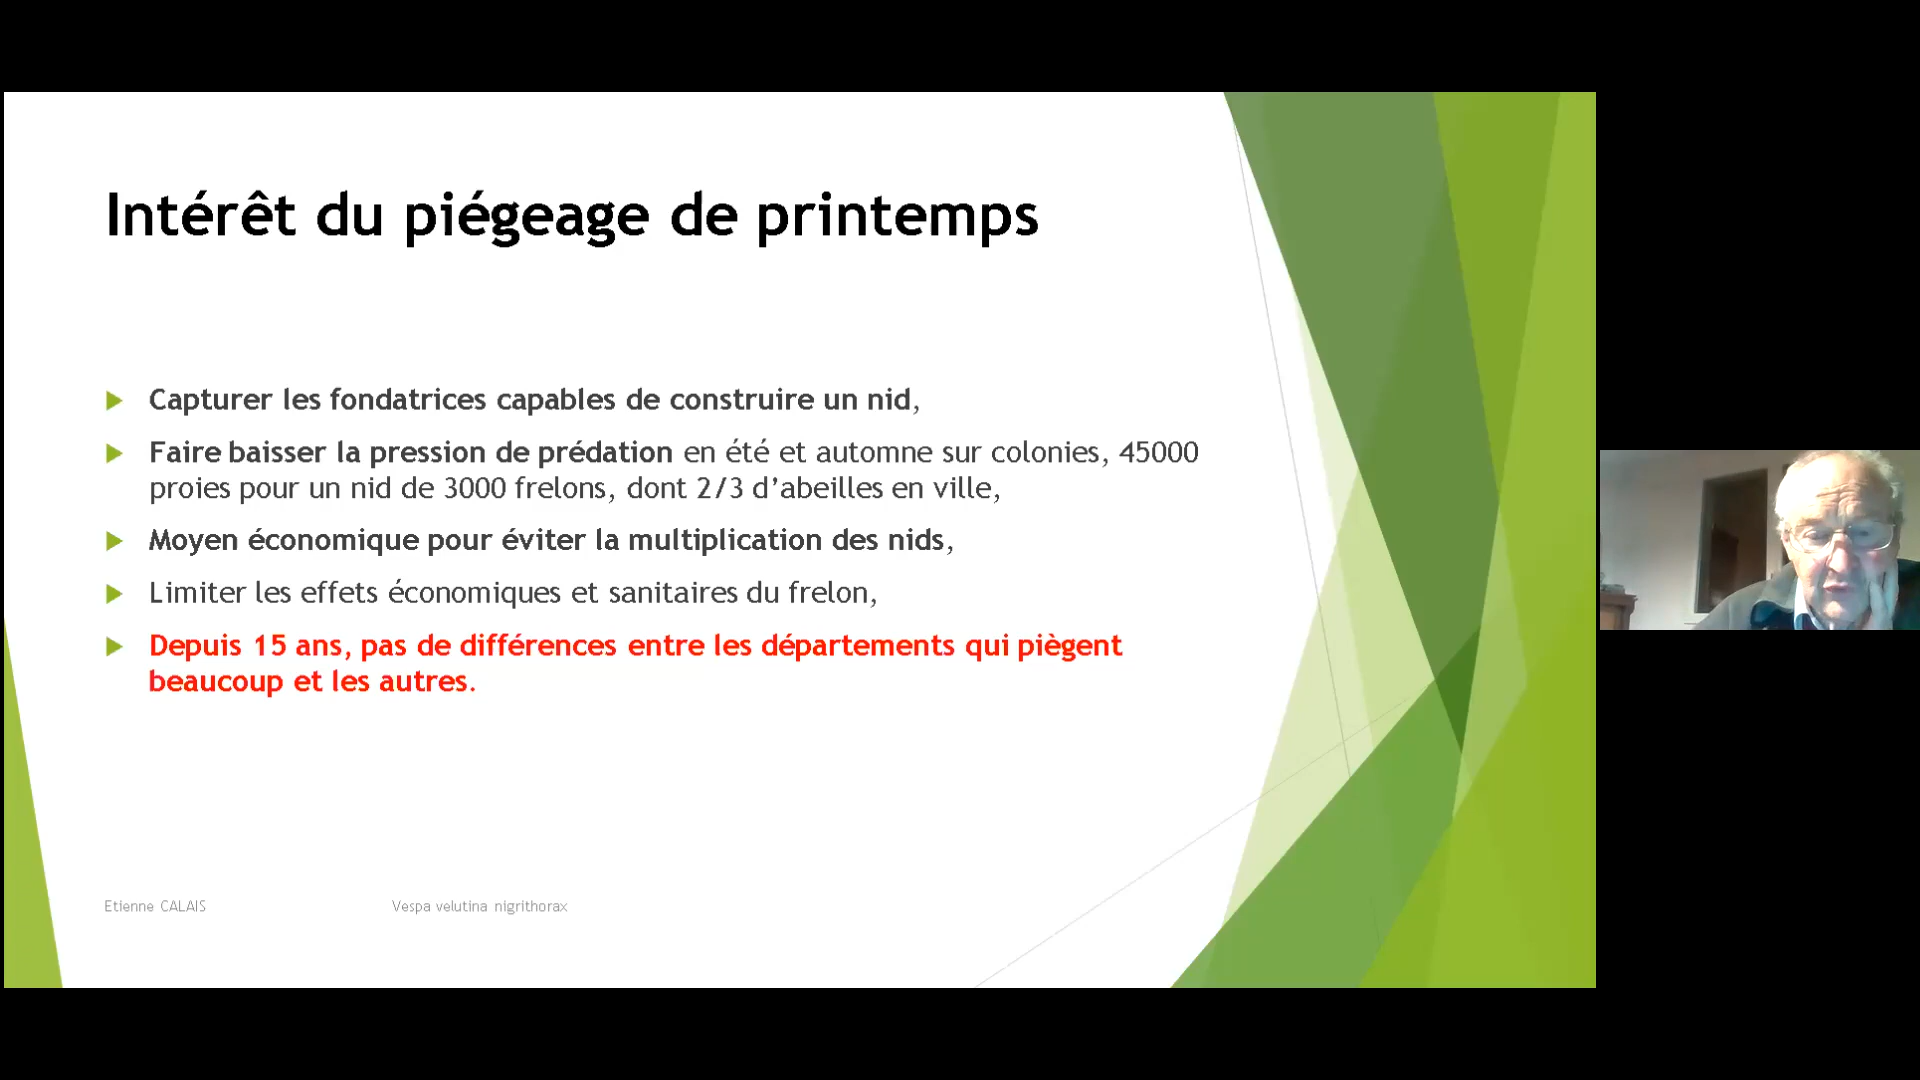 Intérêt du piégeage de printemps
Capturer les fondatrices capables de construire un nid,
Faire baisser la pression de prédation en été et automne sur colonies, 45000
proies pour un nid de 3000 frelons, dont 2/3 d’abeilles en ville,
Moyen économique pour éviter la multiplication des nids,
Limiter les effets économiques et sanitaires du frelon,
Depuis 15 ans, pas de différences entre les départements qui piègent
beaucoup et les autres.
Etienne CALAIS
Vespa velutina nigrithorax